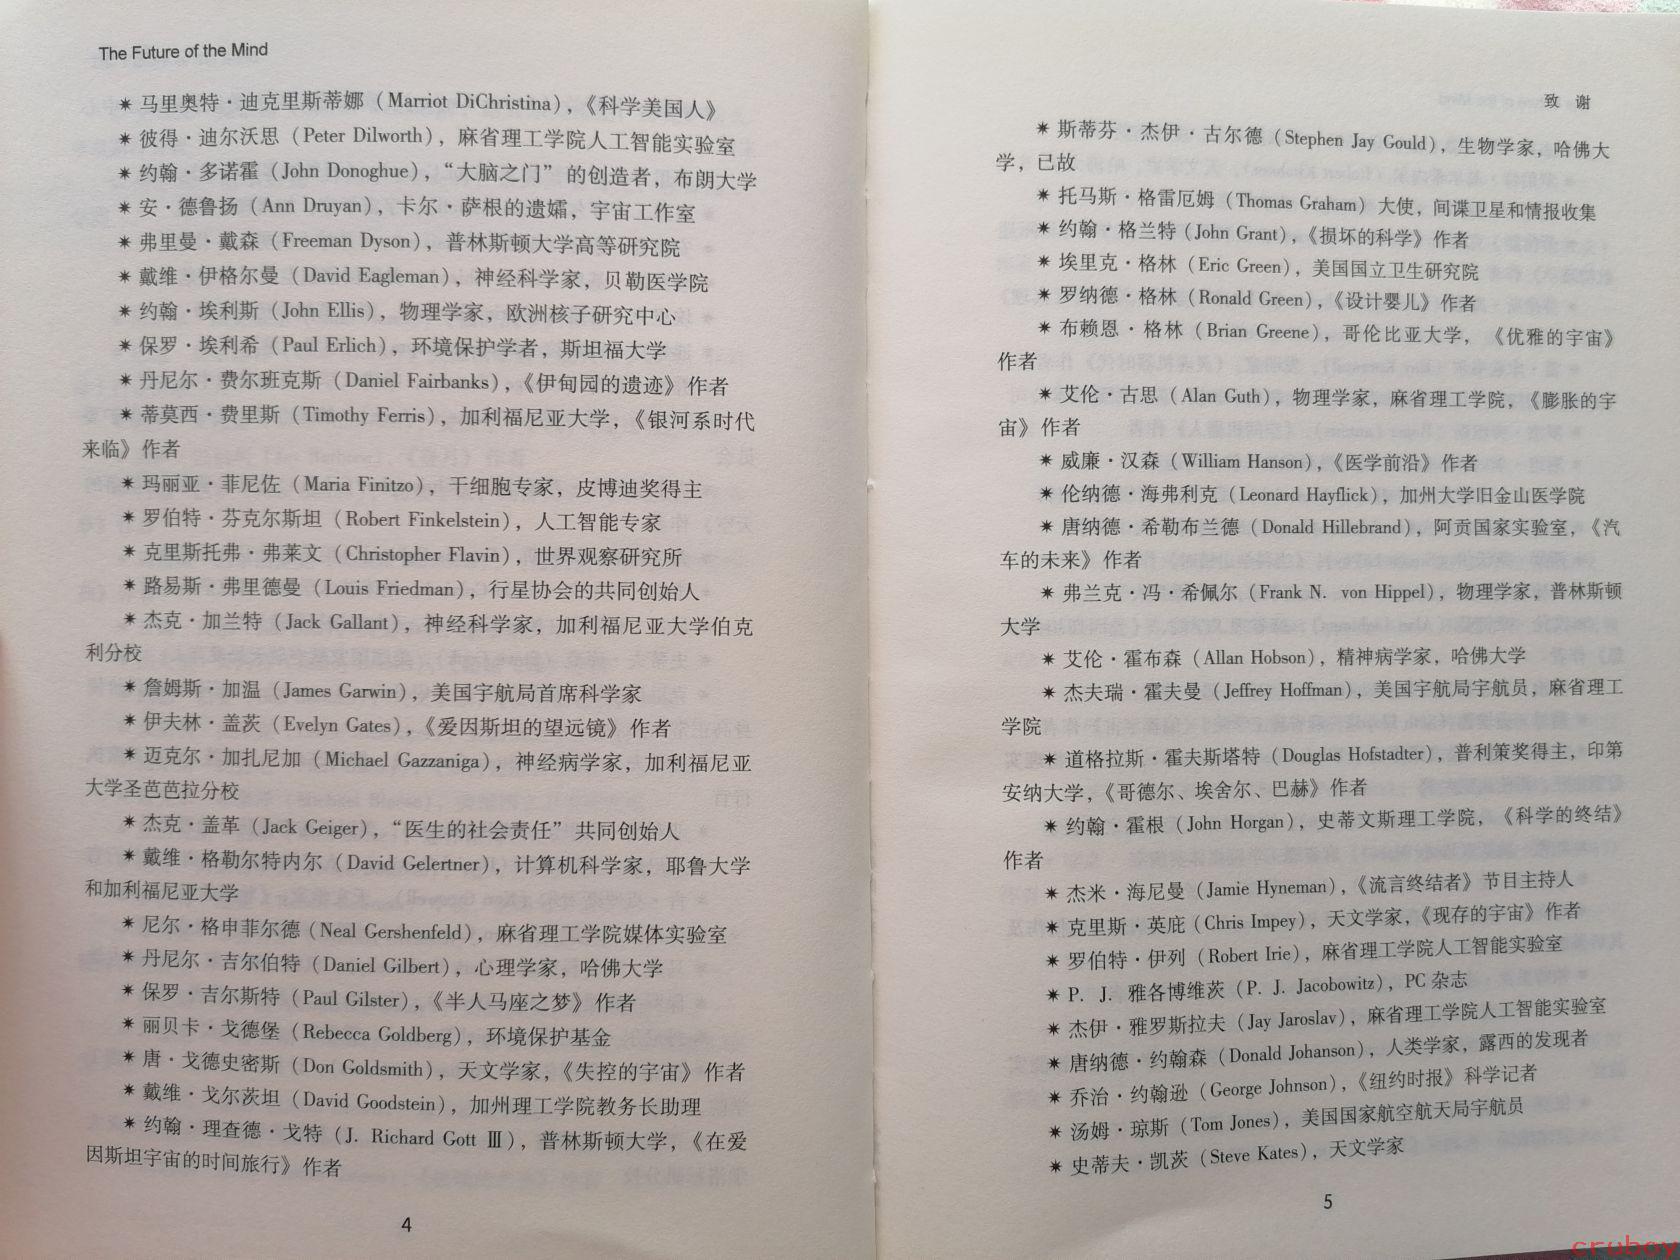 The Future of the Mind
✷ 马里奥特·迪克里斯蒂娜（Marriot DiChristina），《科学美国人》
✷ 彼得·迪尔沃思（Peter Dilworth），麻省理工学院人工智能实验室
✷ 约翰·多诺霍（John Donoghue），“大脑之门”的创造者，布朗大学
✷ 安·德鲁扬（Ann Druyan），卡尔·萨根的遗孀，宇宙工作室
✷ 弗里曼·戴森（Freeman Dyson），普林斯顿大学高等研究院
✷ 戴维·伊格尔曼（David Eagleman），神经科学家，贝勒医学院
✷ 约翰·埃利斯（John Ellis），物理学家，欧洲核子研究中心
✷ 保罗·埃利希（Paul Erlich），环境保护学者，斯坦福大学
✷ 丹尼尔·费尔班克斯（Daniel Fairbanks），《伊甸园的遗迹》作者
✷ 蒂莫西·费里斯（Timothy Ferris），加利福尼亚大学，《银河系时代
来临》作者
✷ 玛丽亚·菲尼佐（Maria Finitzo），干细胞专家，皮博迪奖得主
✷ 罗伯特·芬克尔斯坦（Robert Finkelstein），人工智能专家
✷ 克里斯托弗·弗莱文（Christopher Flavin），世界观察研究所
✷ 路易斯·弗里德曼（Louis Friedman），行星协会的共同创始人
✷ 杰克·加兰特（Jack Gallant），神经科学家，加利福尼亚大学伯克
利分校
✷ 詹姆斯·加温（James Garwin），美国宇航局首席科学家
✷ 伊夫林·盖茨（Evelyn Gates），《爱因斯坦的望远镜》作者
✷ 迈克尔·加扎尼加（Michael Gazzaniga），神经病学家，加利福尼亚
大学圣芭芭拉分校
✷ 杰克·盖革（Jack Geiger），“医生的社会责任”共同创始人
✷ 戴维·格勒尔特内尔（David Gelertner），计算机科学家，耶鲁大学
和加利福尼亚大学
✷ 尼尔·格申菲尔德（Neal Gershenfeld），麻省理工学院媒体实验室
✷ 丹尼尔·吉尔伯特（Daniel Gilbert），心理学家，哈佛大学
✷ 保罗·吉尔斯特（Paul Gilster），《半人马座之梦》作者
✷ 丽贝卡·戈德堡（Rebecca Goldberg），环境保护基金
✷ 唐·戈德史密斯（Don Goldsmith），天文学家，《失控的宇宙》作者
✷ 戴维·戈尔茨坦（David Goodstein），加州理工学院教务长助理
✷ 约翰·理查德·戈特（J. Richard Gott Ⅲ），普林斯顿大学，《在爱
因斯坦宇宙的时间旅行》作者
4
致 谢
✷ 斯蒂芬·杰伊·古尔德（Stephen Jay Gould），生物学家，哈佛大
学，已故
✷ 托马斯·格雷厄姆（Thomas Graham）大使，间谍卫星和情报收集
✷ 约翰·格兰特（John Grant），《损坏的科学》作者
✷ 埃里克·格林（Eric Green），美国国立卫生研究院
✷ 罗纳德·格林（Ronald Green），《设计婴儿》作者
✷ 布赖恩·格林（Brian Greene），哥伦比亚大学，《优雅的宇宙》
作者
✷ 艾伦·古思（Alan Guth），物理学家，麻省理工学院，《膨胀的宇
宙》作者
✷ 威廉·汉森（William Hanson），《医学前沿》作者
✷ 伦纳德·海弗利克（Leonard Hayflick），加州大学旧金山医学院
✷ 唐纳德·希勒布兰德（Donald Hillebrand），阿贡国家实验室，《汽
车的未来》作者
✷ 弗兰克·冯·希佩尔（Frank N. von Hippel），物理学家，普林斯顿
大学
✷ 艾伦·霍布森（Allan Hobson），精神病学家，哈佛大学
✷ 杰夫瑞·霍夫曼（Jeffrey Hoffman），美国宇航局宇航员，麻省理工
学院
✷ 道格拉斯·霍夫斯塔特（Douglas Hofstadter），普利策奖得主，印第
安纳大学，《哥德尔、埃舍尔、巴赫》作者
✷ 约翰·霍根（John Horgan），史蒂文斯理工学院，《科学的终结》
作者
✷ 杰米·海尼曼（Jamie Hyneman），《流言终结者》节目主持人
✷ 克里斯·英庇（Chris Impey），天文学家，《现存的宇宙》作者
✷ 罗伯特·伊列（Robert Irie），麻省理工学院人工智能实验室
✷ P. J. 雅各博维茨（P. J. Jacobowitz），PC 杂志
✷ 杰伊·雅罗斯拉夫（Jay Jaroslav），麻省理工学院人工智能实验室
✷ 唐纳德·约翰森（Donald Johanson），人类学家，露西的发现者
✷ 乔治·约翰逊（George Johnson），《纽约时报》科学记者
✷ 汤姆·琼斯（Tom Jones），美国国家航空航天局宇航员
✷ 史蒂夫·凯茨（Steve Kates），天文学家
5
cruboy